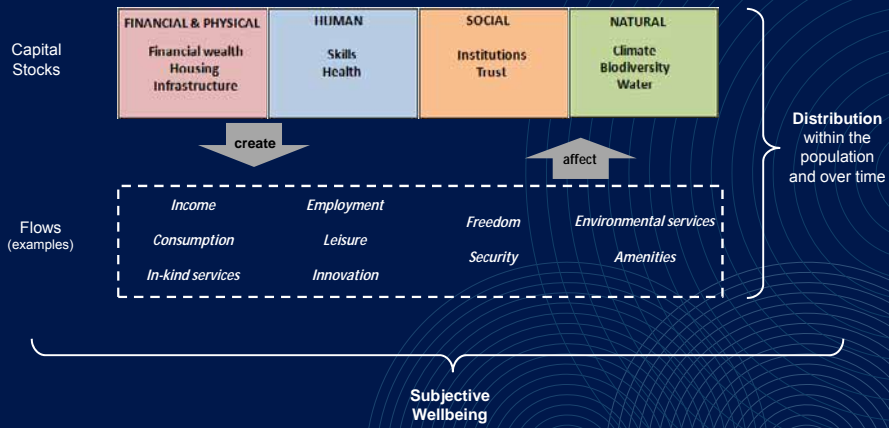 Capital
Stocks
FINANCIAL & PHYSICAL
Financial wealth
Housing
Infrastructure
HUMAN
Skills
Health
SOCIAL
Institutions
Trust
NATURAL
Climate
Biodiversity
Water
create
affect
Distribution
within the
population
and over time
Flows
(examples)
Income
Consumption
In-kind services
Employment
Leisure
Innovation
Freedom
Security
Environmental services
Amenities
Subjective
Wellbeing